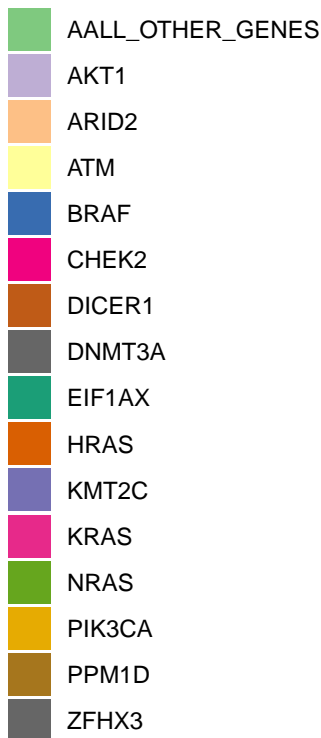 AALL_OTHER_GENES
AKT1
ARID2
ATM
BRAF
CHEK2
DICER1
DNMT3A
EIF1AX
HRAS
KMT2C
KRAS
NRAS
PIK3CA
PPM1D
ZFHX3